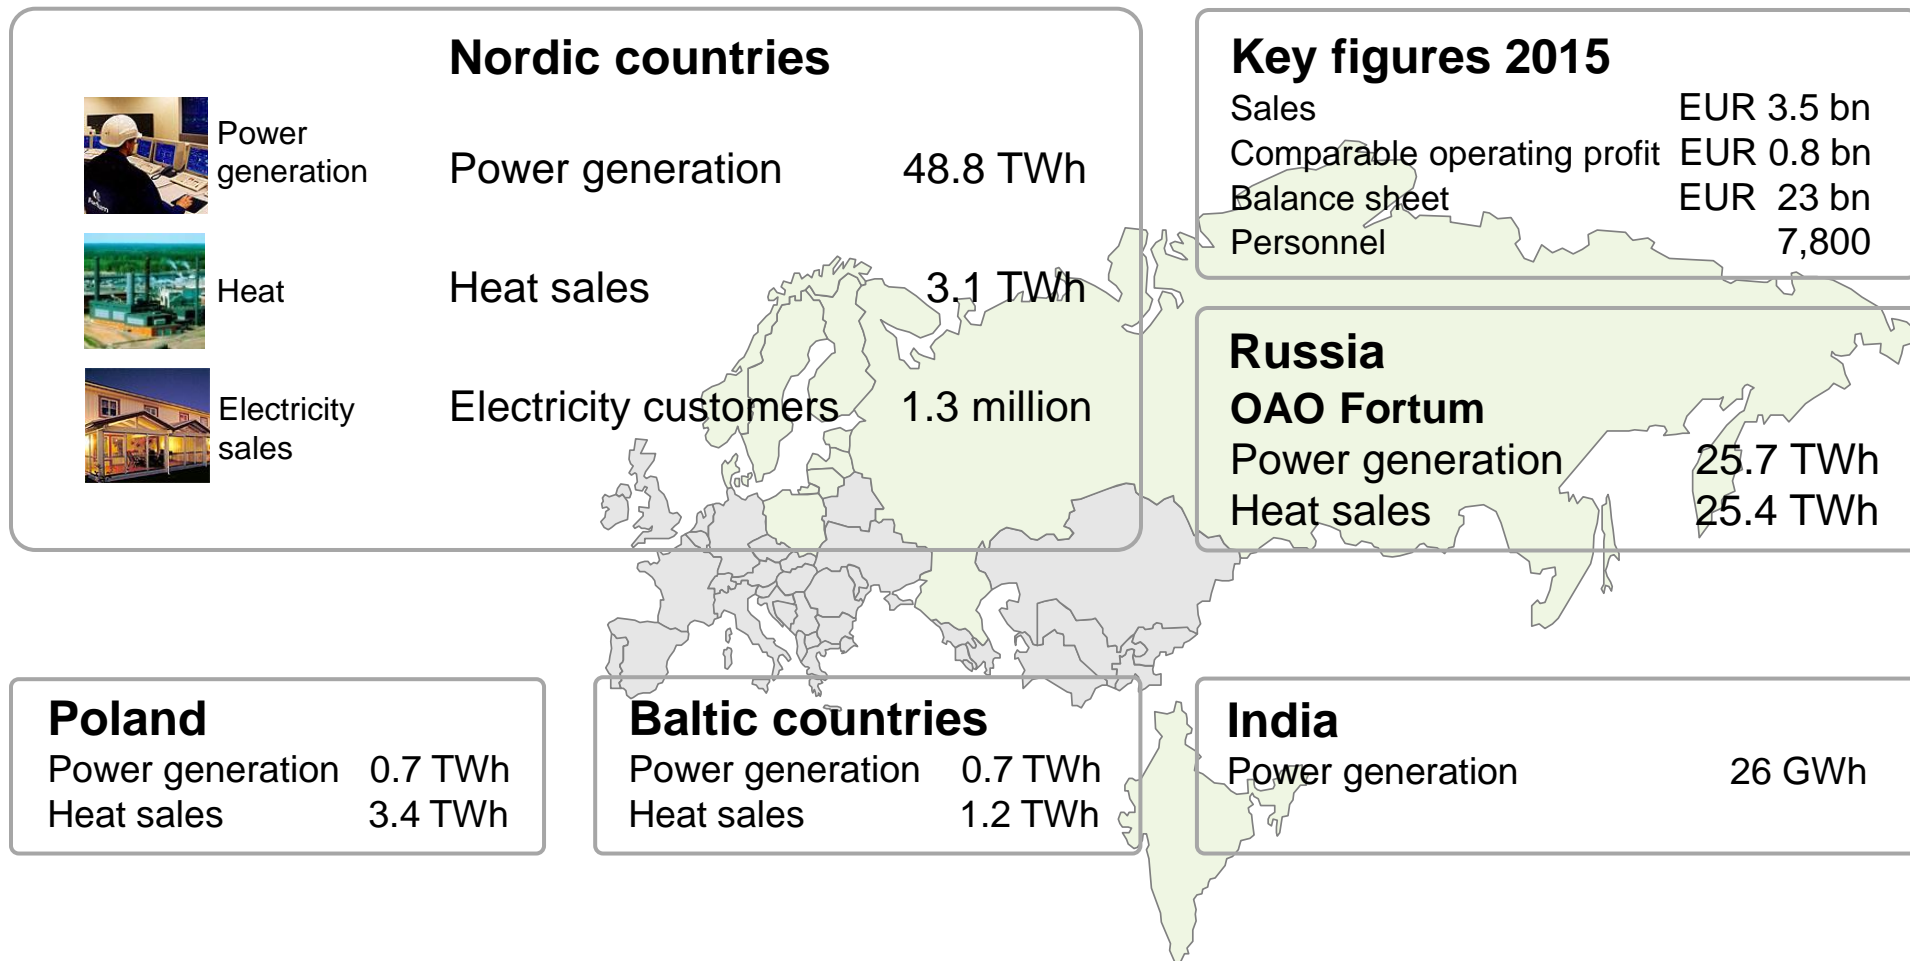 Nordic countries
Power
generation
Power generation 48.8 TWh
Heat
Heat sales 3.1 TWh
Electricity
sales
Electricity customers 1.3 million
Key figures 2015
Sales EUR 3.5 bn
Comparable operating profit EUR 0.8 bn
Balance sheet EUR 23 bn
Personnel 7,800
Russia
OAO Fortum
Power generation 25.7 TWh
Heat sales 25.4 TWh
Poland
Power generation 0.7 TWh
Heat sales 3.4 TWh
Baltic countries
Power generation 0.7 TWh
Heat sales 1.2 TWh
India
Power generation 26 GWh